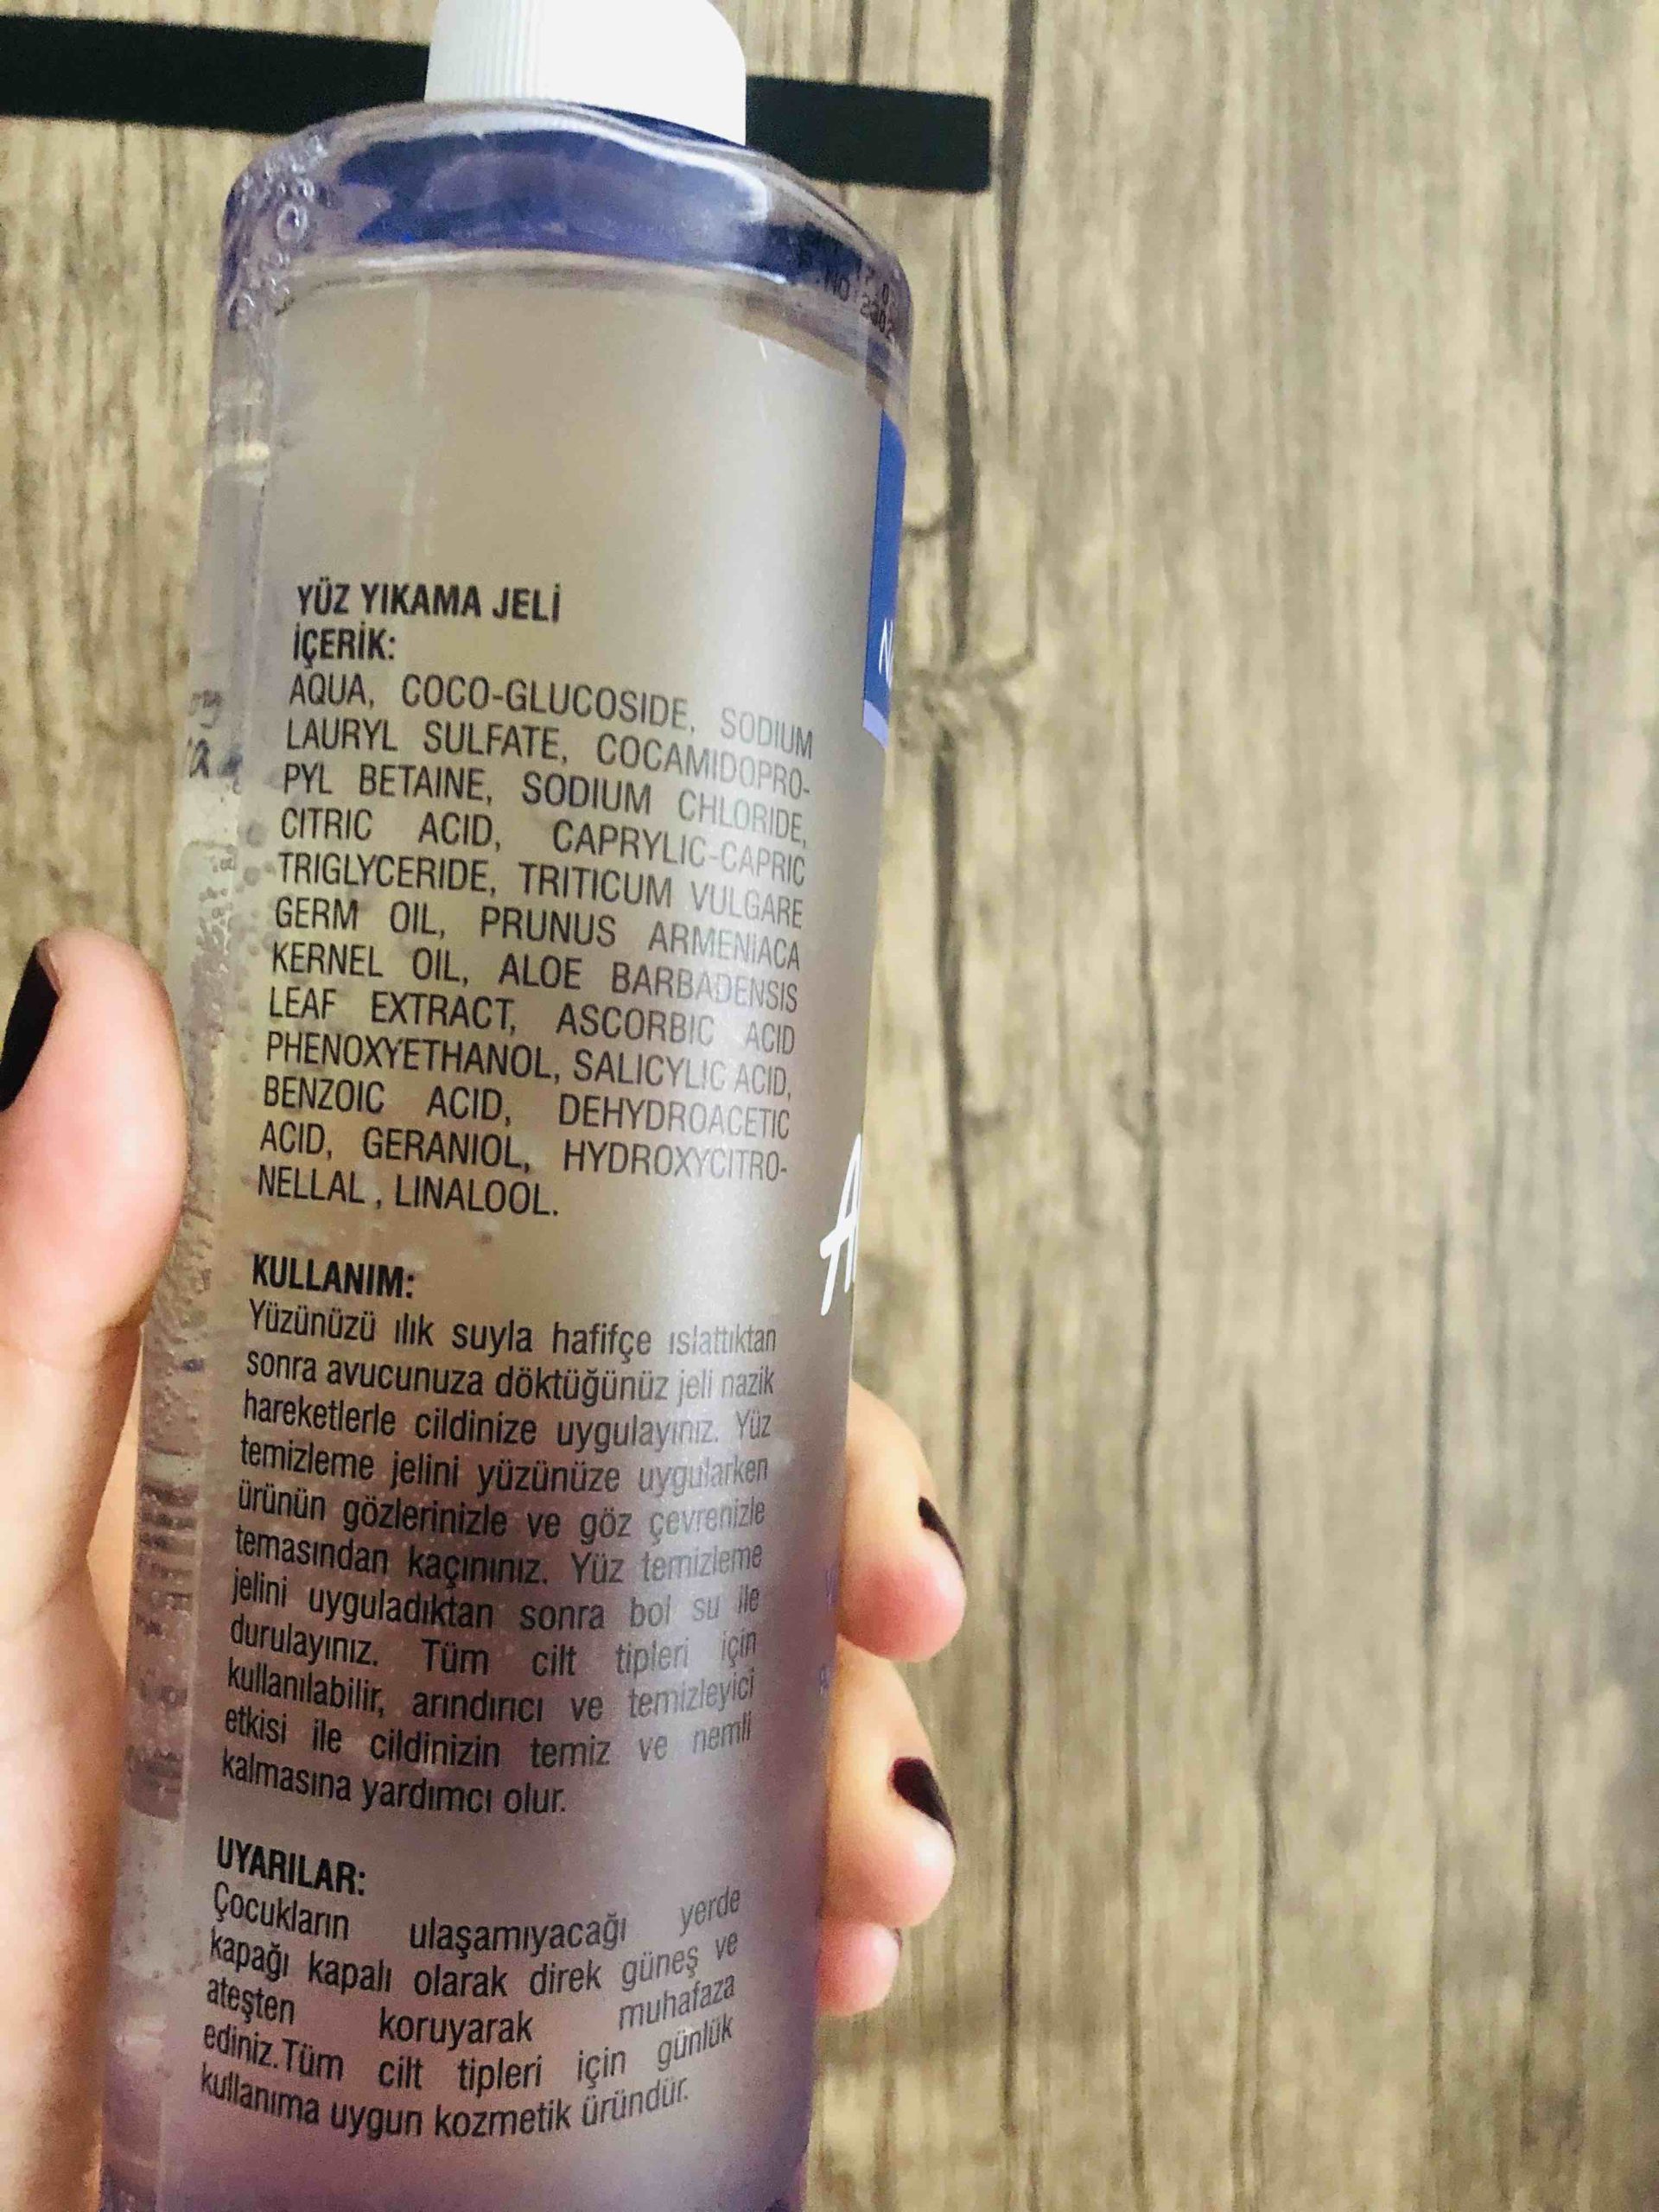 YÜZ YIKAMA JELİ
İÇERİK:
AQUA, COCO-GLUCOSIDE, SODIUM
LAURYL SULFATE, COCAMIDOPRO-
PYL BETAINE, SODIUM CHLORIDE,
CITRIC ACID, CAPRYLIC-CAPRIC
TRIGLYCERIDE, TRITICUM VULGARE
GERM OIL, PRUNUS ARMENİACA
KERNEL OIL, ALOE BARBADENSIS
LEAF EXTRACT, ASCORBIC ACID
PHENOXYETHANOL, SALICYLIC ACID,
BENZOIC ACID, DEHYDROACETIC
ACID, GERANIOL, HYDROXYCITRO-
NELLAL , LINALOOL.
KULLANIM:
Yüzünüzü ılık suyla hafifçe ıslattıktan
sonra avucunuza döktüğünüz jeli nazik
hareketlerle cildinize uygulayınız. Yüz
temizleme jelini yüzünüze uygularken
ürünün gözlerinizle ve göz çevrenizle
temasından kaçınınız. Yüz temizleme
jelini uyguladıktan sonra bol su ile
durulayınız. Tüm cilt tipleri için
kullanılabilir, arındırıcı ve temizleyici
etkisi ile cildinizin temiz ve nemli
kalmasına yardımcı olur.
UYARILAR:
Çocukların ulaşamıyacağı yerde
kapağı kapalı olarak direk güneş ve
ateşten koruyarak muhafaza
ediniz.Tüm cilt tipleri için günlük
kullanıma uygun kozmetik üründür.